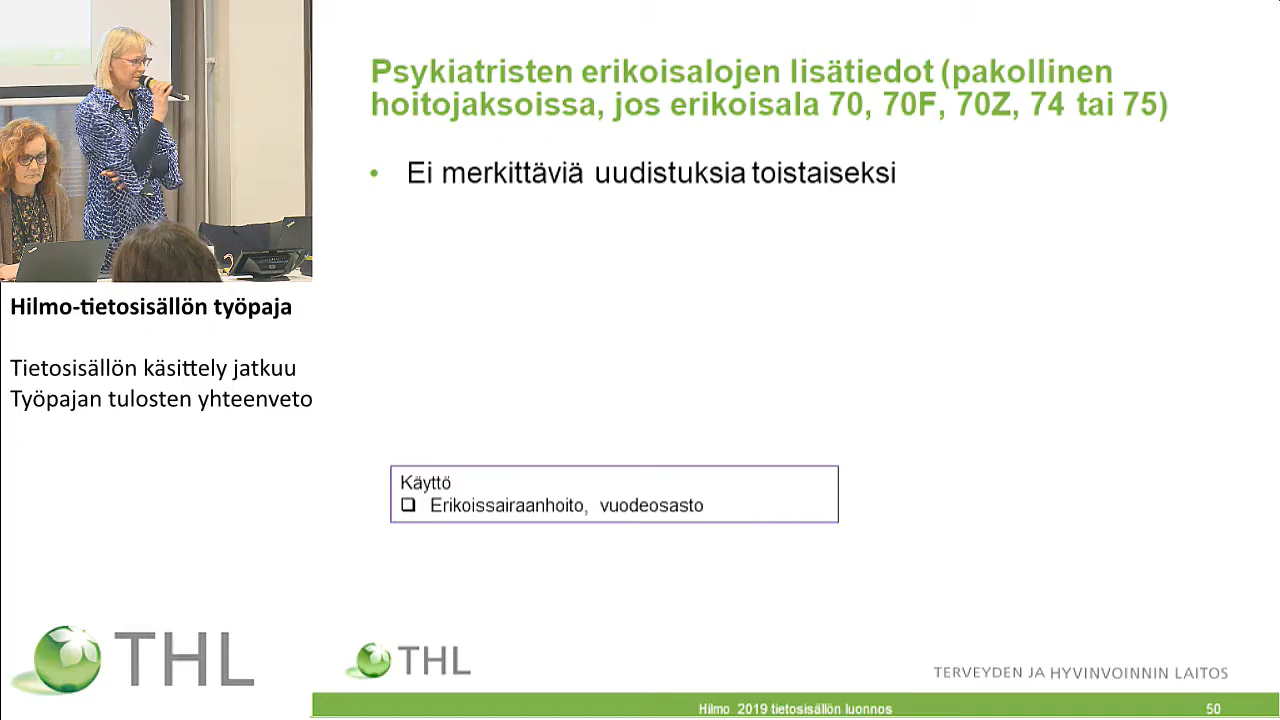 Psykiatristen erikoisalojen lisätiedot (pakollinen
hoitojaksoissa, jos erikoisala 70, 70F, 70Z, 74 tai 75)
• Ei merkittäviä uudistuksia toistaiseksi
Hilmo-tietosisällön työpaja
Tietosisällön käsittely jatkuu
Työpajan tulosten yhteenveto
Käyttö
❑ Erikoissairaanhoito, vuodeosasto
THL
THL
TERVEYDEN JA HYVINVOINNIN LAITOS
Hilmo 2019 tietosisällön luonnos
50